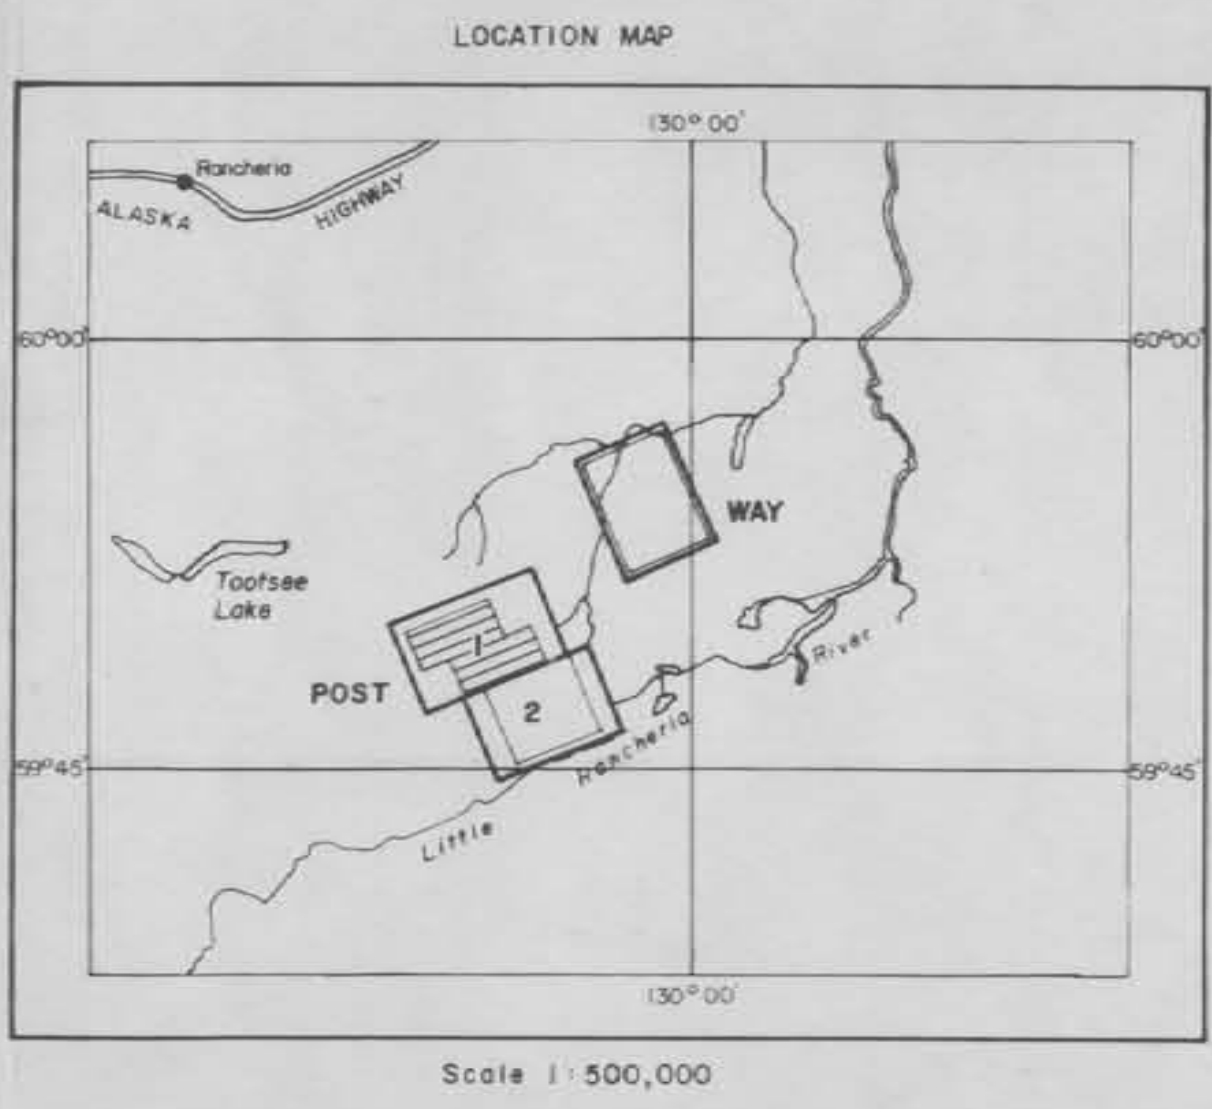 LOCATION MAP
130° 00'
Rancheria
ALASKA HIGHWAY
60°00'
60°00'
WAY
Tootsee
Lake
1
River
POST
2
Rancheria
59°45'
59°45'
Little
130° 00'
Scale 1:500,000